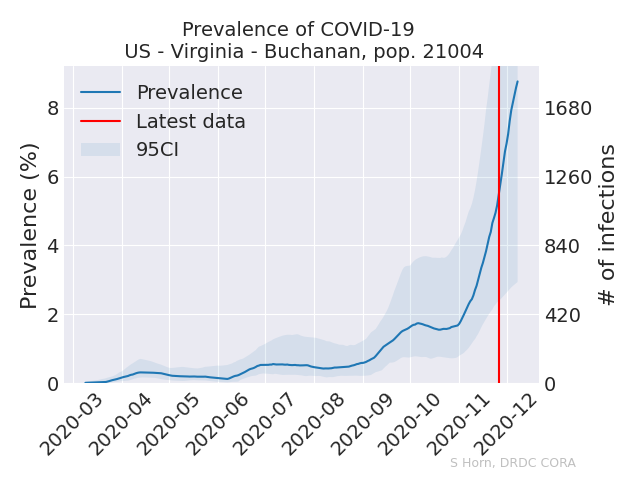 Prevalence of COVID-19
US - Virginia - Buchanan, pop. 21004
Prevalence
Latest data
95CI
Prevalence (%)
8
6
4
2
0
1680
1260
840
420
0
# of infections
2020-03
2020-04
2020-05
2020-06
2020-07
2020-08
2020-09
2020-10
2020-11
2020-12
S Horn, DRDC CORA